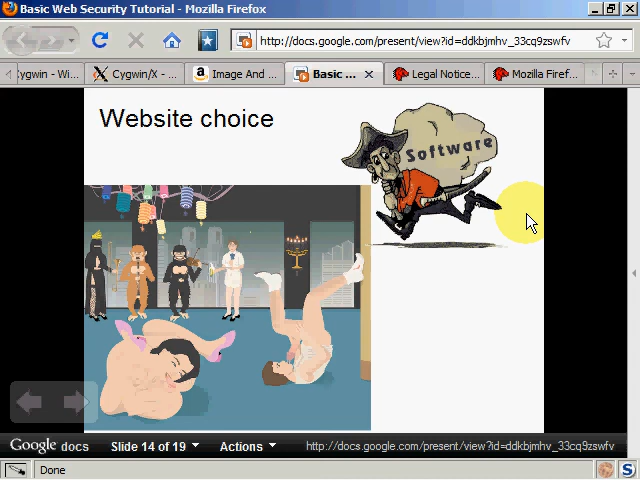 Basic Web Security Tutorial - Mozilla Firefox
http://docs.google.com/present/view?id=ddkbjmhv_33cq9zswfv
Cygwin - Wi...
Cygwin/X - ...
Image And ...
Basic ...
Legal Notice...
Mozilla Firef...
Website choice
Software
Google docs
Slide 14 of 19
Actions
http://docs.google.com/present/view?id=ddkbjmhv_33cq9zswfv
Done